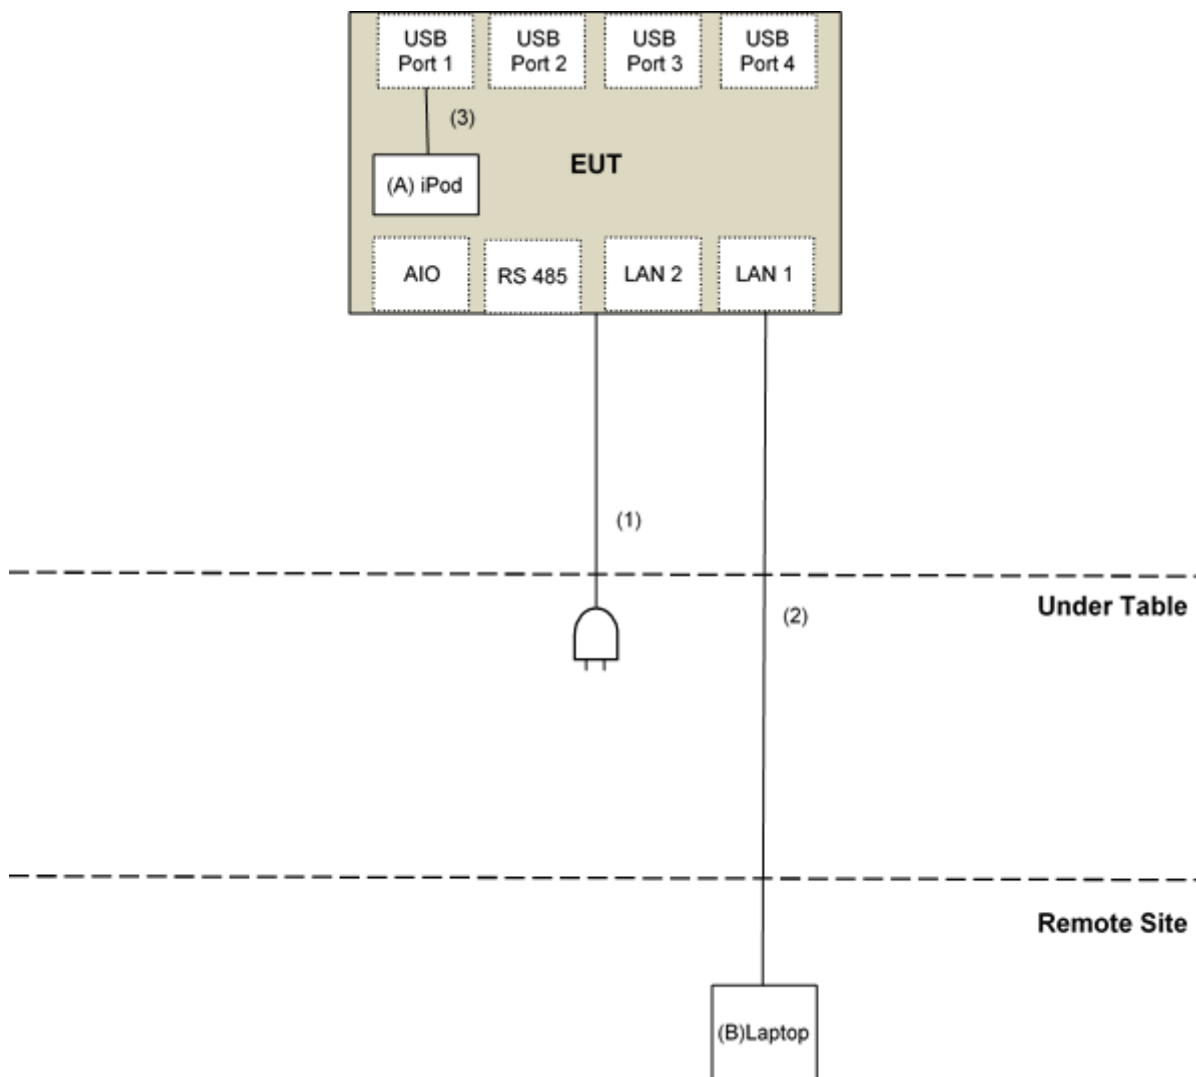 USB
Port 1
USB
Port 2
USB
Port 3
USB
Port 4
(3)
EUT
(A) iPod
AIO
RS 485
LAN 2
LAN 1
(1)
Under Table
(2)
Remote Site
(B)Laptop